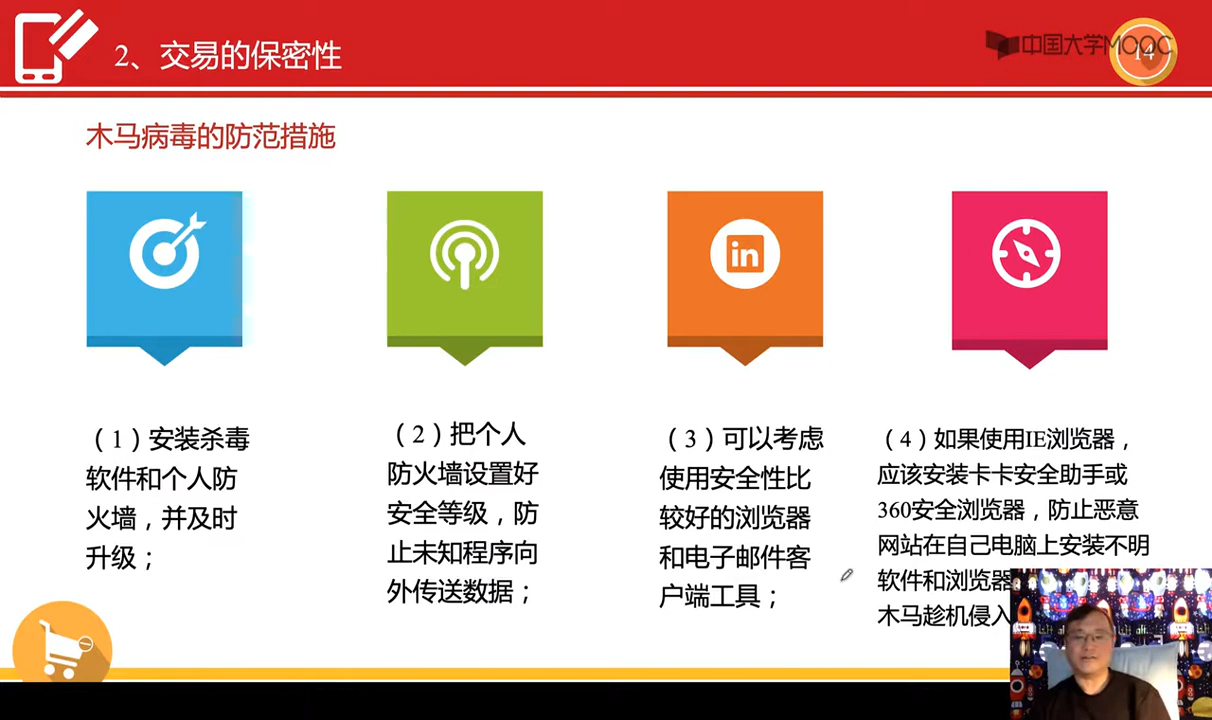 2、交易的保密性
中国大学MOOC
14
木马病毒的防范措施
in
（1）安装杀毒
软件和个人防
火墙，并及时
升级；
（2）把个人
防火墙设置好
安全等级，防
止未知程序向
外传送数据；
（3）可以考虑
使用安全性比
较好的浏览器
和电子邮件客
户端工具；
（4）如果使用IE浏览器，
应该安装卡卡安全助手或
360安全浏览器，防止恶意
网站在自己电脑上安装不明
软件和浏览器
木马趁机侵入